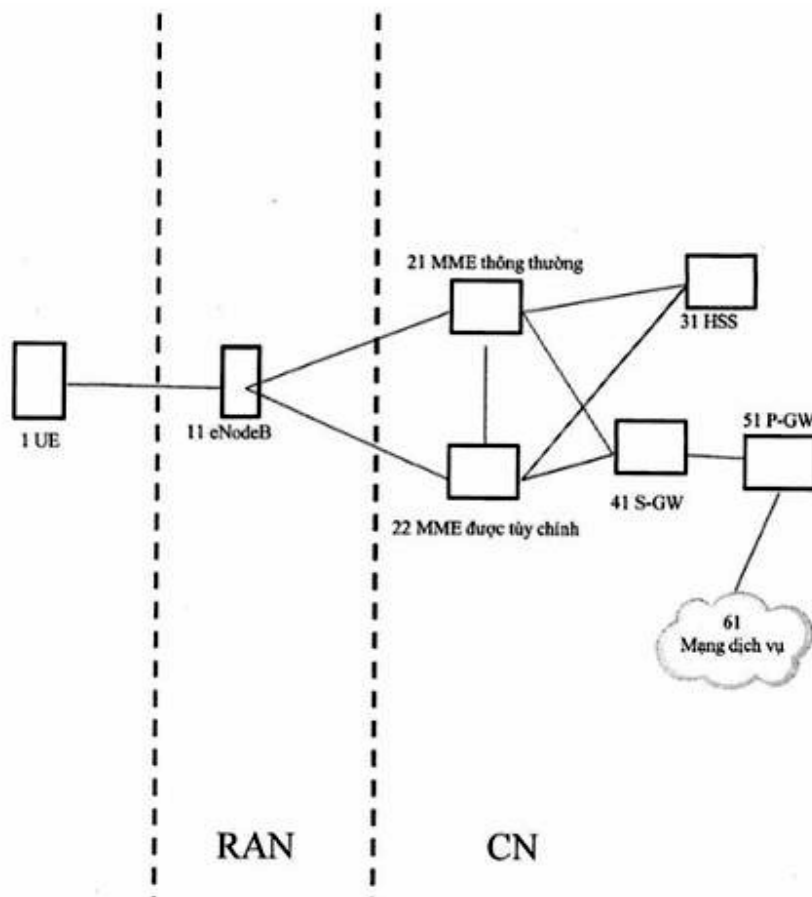 21 MME thông thường
31 HSS
1 UE
11 eNodeB
51 P-GW
41 S-GW
22 MME được tùy chỉnh
61
Mạng dịch vụ
RAN
CN